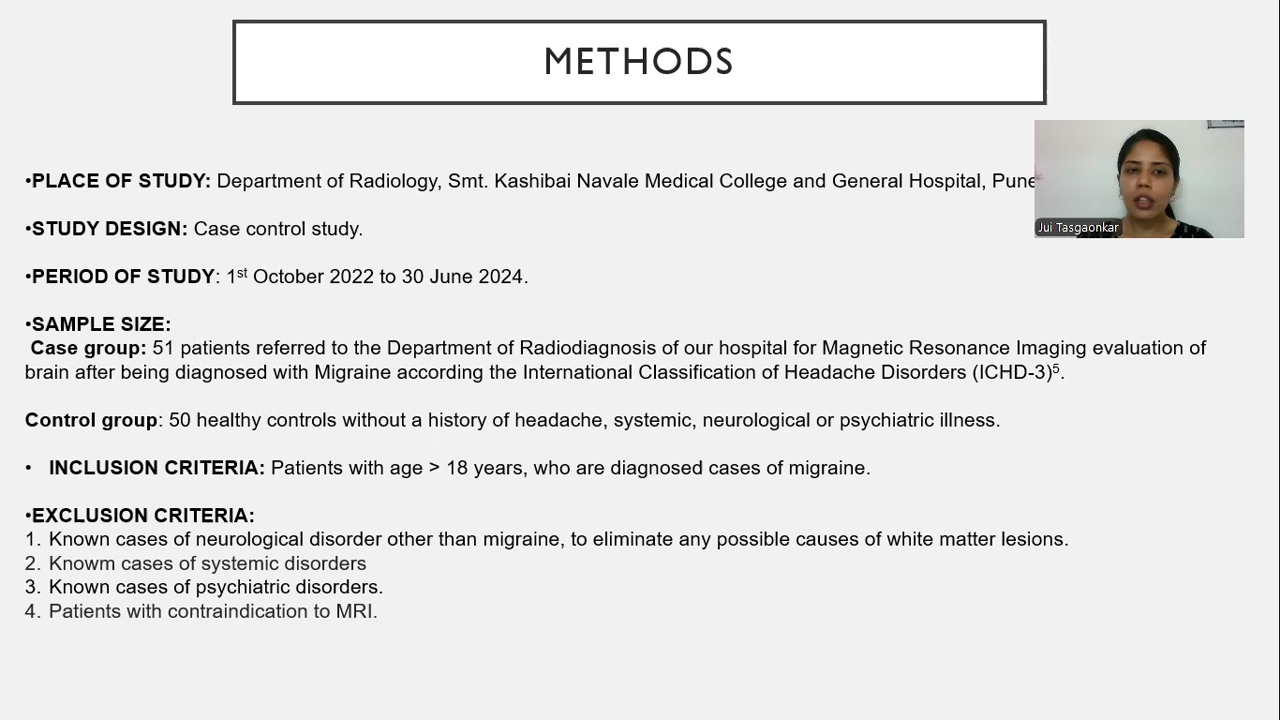 METHODS
•PLACE OF STUDY: Department of Radiology, Smt. Kashibai Navale Medical College and General Hospital, Pune
Jui Tasgaonkar
•STUDY DESIGN: Case control study.
•PERIOD OF STUDY: 1st October 2022 to 30 June 2024.
•SAMPLE SIZE:
Case group: 51 patients referred to the Department of Radiodiagnosis of our hospital for Magnetic Resonance Imaging evaluation of
brain after being diagnosed with Migraine according the International Classification of Headache Disorders (ICHD-3)5.
Control group: 50 healthy controls without a history of headache, systemic, neurological or psychiatric illness.
• INCLUSION CRITERIA: Patients with age > 18 years, who are diagnosed cases of migraine.
•EXCLUSION CRITERIA:
1. Known cases of neurological disorder other than migraine, to eliminate any possible causes of white matter lesions.
2. Knowm cases of systemic disorders
3. Known cases of psychiatric disorders.
4. Patients with contraindication to MRI.